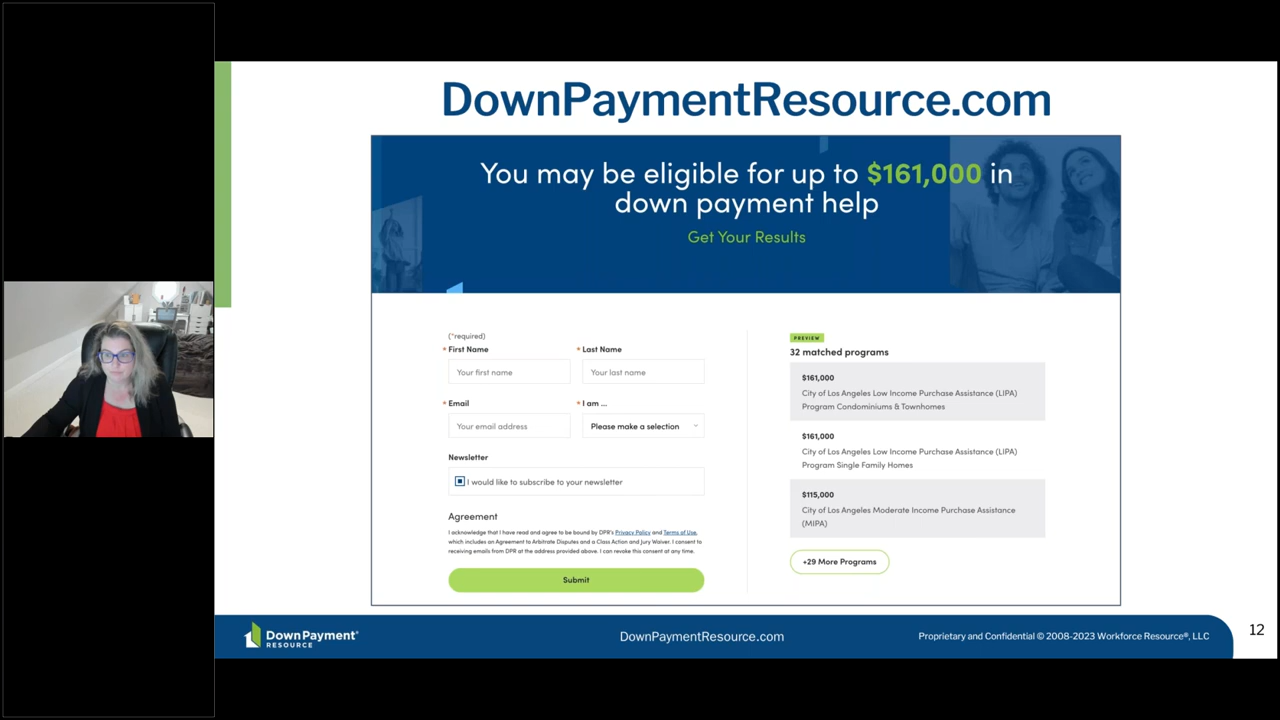 DownPaymentResource.com
You may be eligible for up to $161,000 in
down payment help
Get Your Results
(*required)
* First Name
* Last Name
Your first name
Your last name
* Email
* I am ...
Your email address
Please make a selection
Newsletter
I would like to subscribe to your newsletter
Agreement
I acknowledge that I have read and agree to be bound by DPR's Privacy Policy and Terms of Use,
which includes an Agreement to Arbitrate Disputes and a Class Action and Jury Waiver. I consent to
receiving emails from DPR at the address provided above. I can revoke this consent at any time.
Submit
PREVIEW
32 matched programs
$161,000
City of Los Angeles Low Income Purchase Assistance (LIPA)
Program Condominiums & Townhomes
$161,000
City of Los Angeles Low Income Purchase Assistance (LIPA)
Program Single Family Homes
$115,000
City of Los Angeles Moderate Income Purchase Assistance
(MIPA)
+29 More Programs
DownPayment®
RESOURCE
DownPaymentResource.com
Proprietary and Confidential © 2008-2023 Workforce Resource®, LLC
12